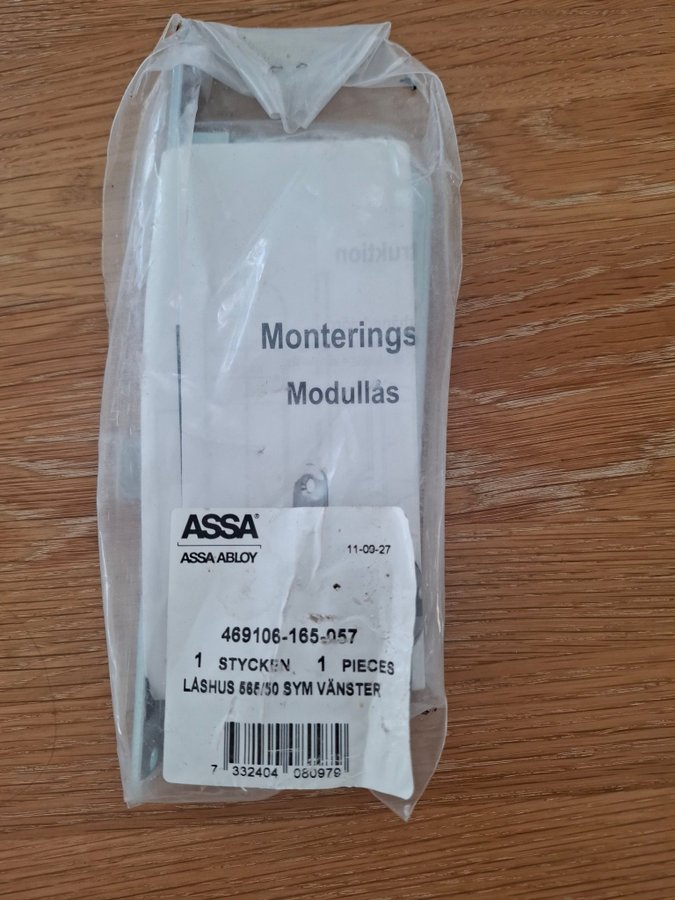 Monterings
Modullås
ASSA®
ASSA ABLOY
11-09-27
469106-165-057
1 STYCKEN 1 PIECES
LÅSHUS 565/50 SYM VÄNSTER
7 332404 080979